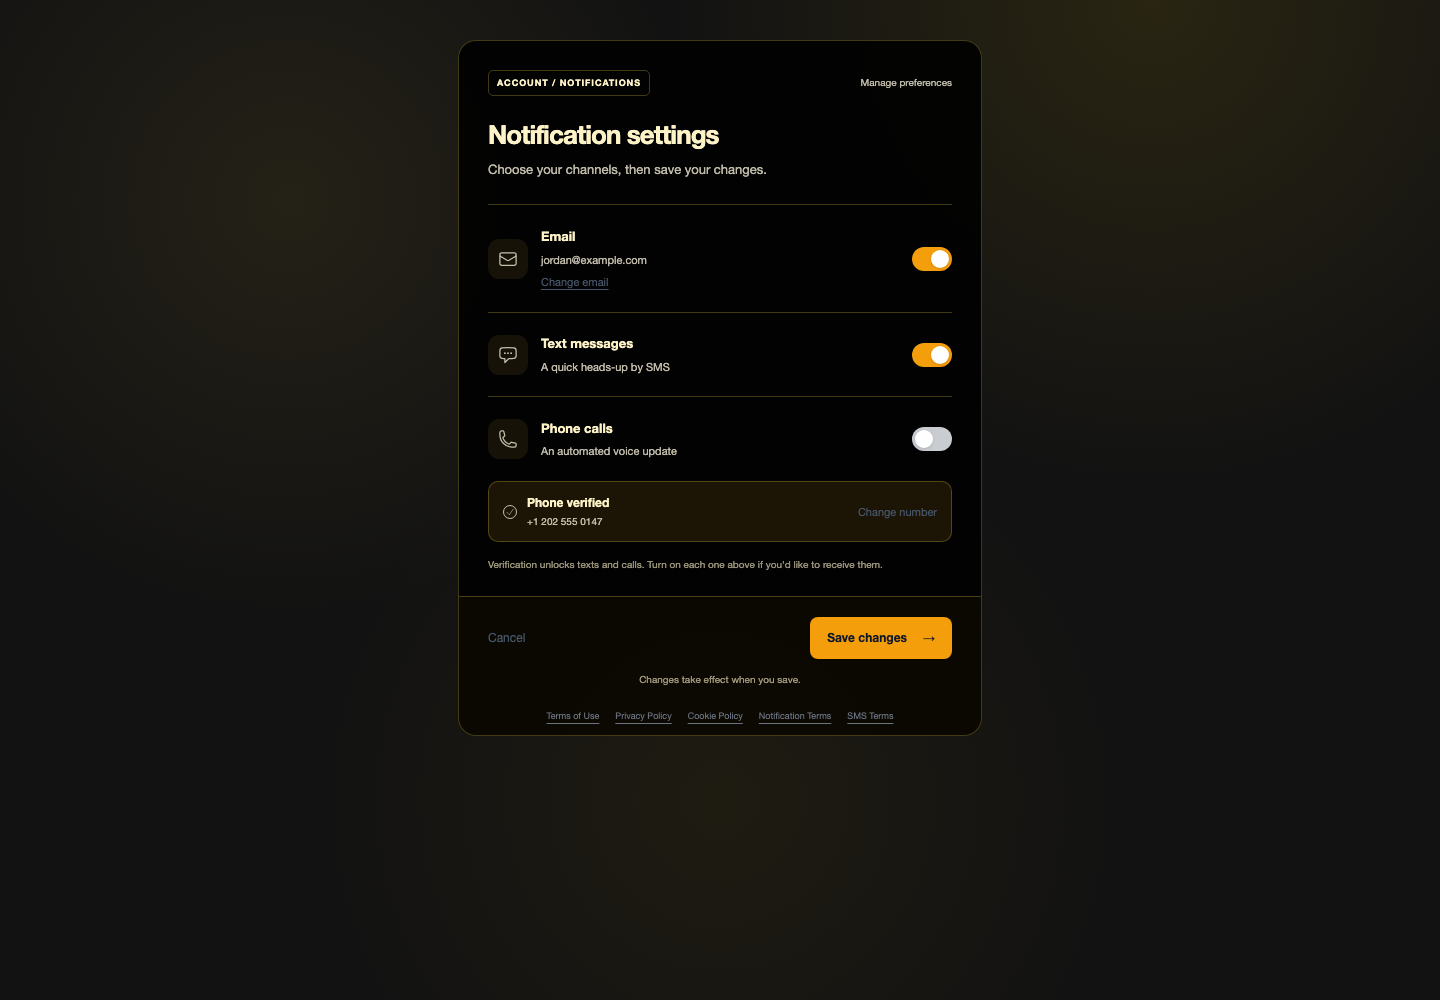 ACCOUNT / NOTIFICATIONS
Manage preferences
Notification settings
Choose your channels, then save your changes.
Email
jordan@example.com
Change email
Text messages
A quick heads-up by SMS
Phone calls
An automated voice update
Phone verified
+1 202 555 0147
Change number
Verification unlocks texts and calls. Turn on each one above if you'd like to receive them.
Cancel
Save changes →
Changes take effect when you save.
Terms of Use Privacy Policy Cookie Policy Notification Terms SMS Terms